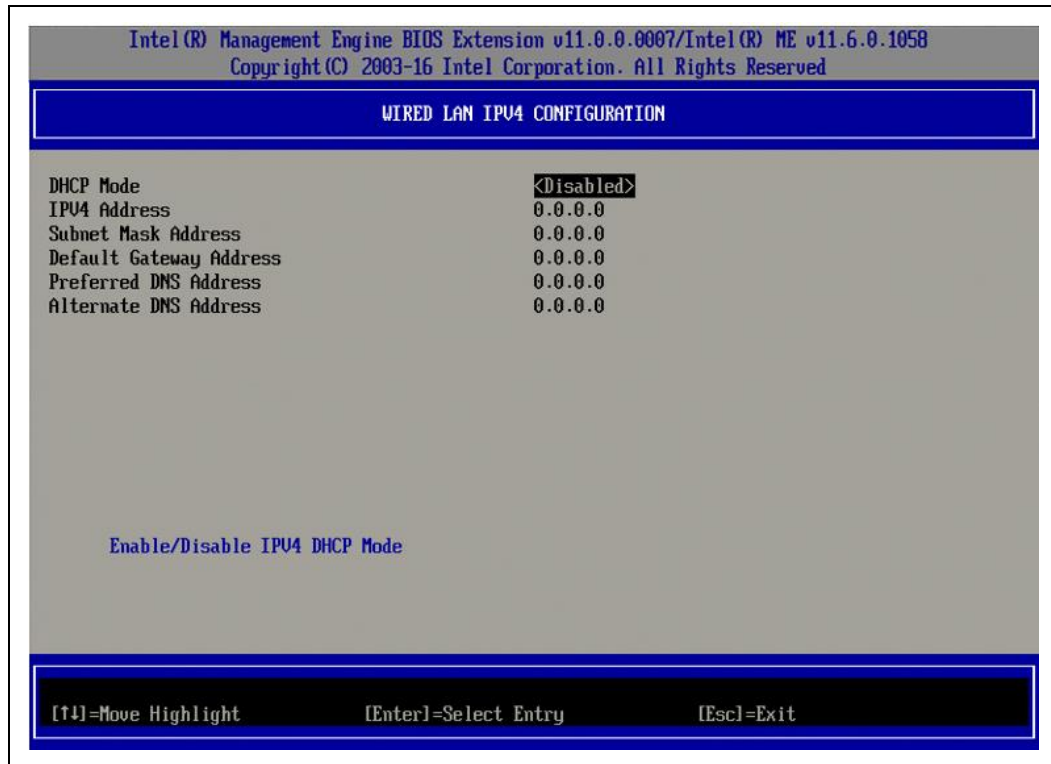 Intel(R) Management Engine BIOS Extension v11.0.0.0007/Intel(R) ME v11.6.0.1058
Copyright(C) 2003-16 Intel Corporation. All Rights Reserved
WIRED LAN IPV4 CONFIGURATION
DHCP Mode <Disabled>
IPV4 Address 0.0.0.0
Subnet Mask Address 0.0.0.0
Default Gateway Address 0.0.0.0
Preferred DNS Address 0.0.0.0
Alternate DNS Address 0.0.0.0
Enable/Disable IPV4 DHCP Mode
[↑↓]=Move Highlight [Enter]=Select Entry [Esc]=Exit